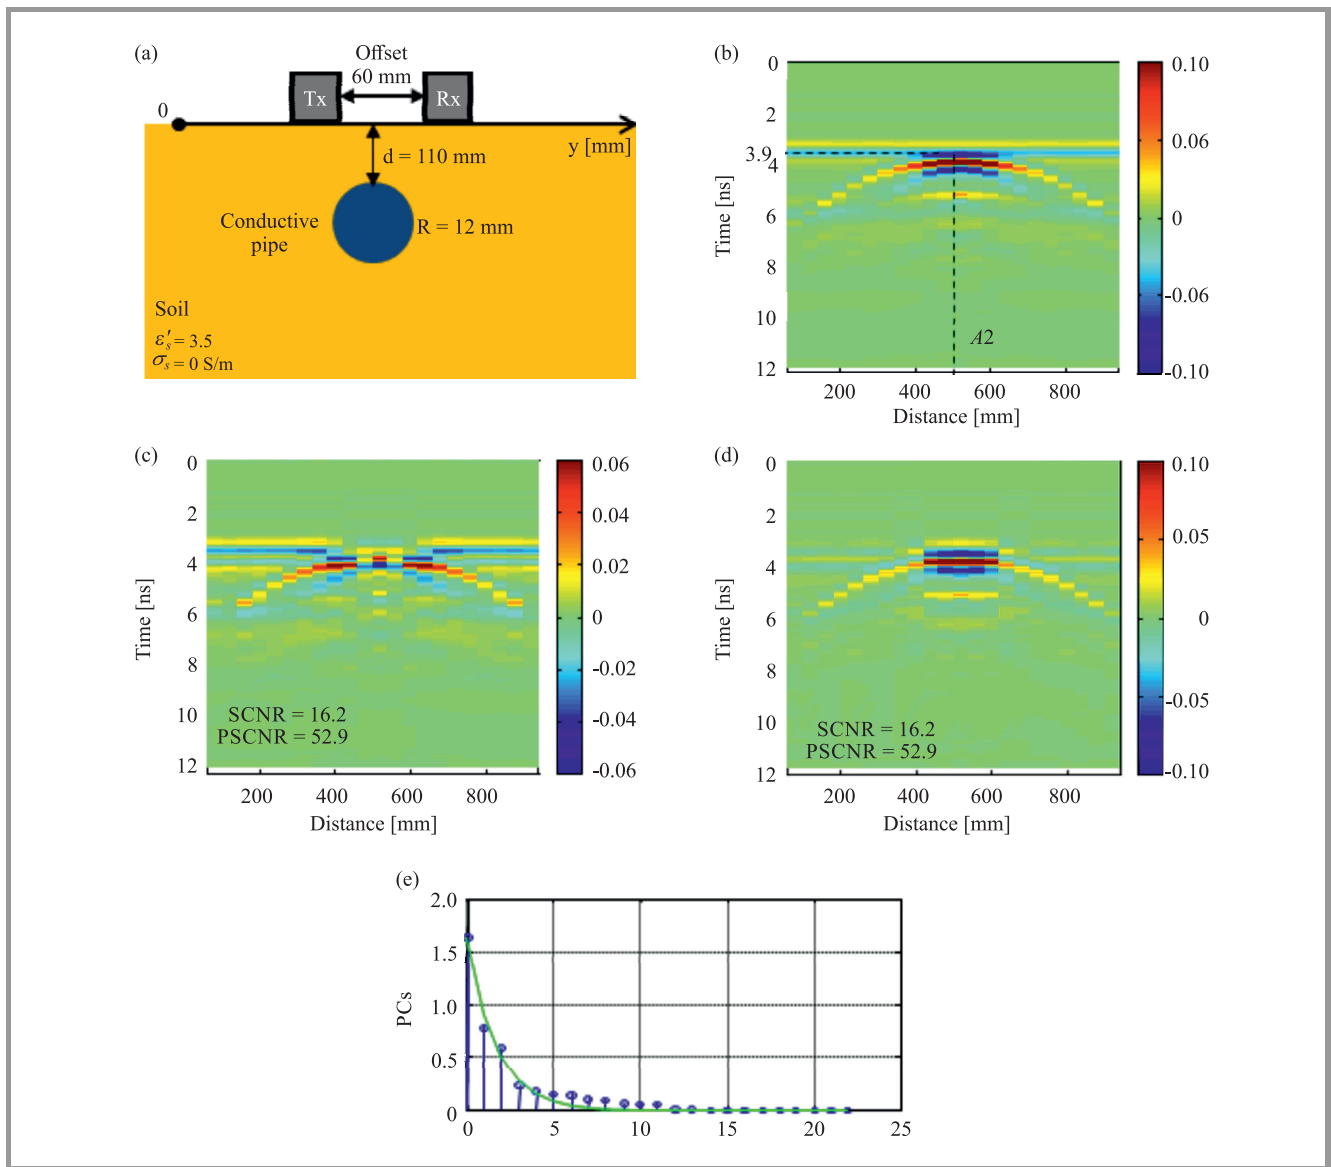 (a)
Offset
60 mm
Tx
Rx
0
y [mm]
d = 110 mm
Conductive
pipe
R = 12 mm
Soil
ε′s = 3.5
σs = 0 S/m
(b)
0
2
3.9
4
6
8
10
12
Time [ns]
A2
200 400 600 800
Distance [mm]
0.10
0.06
0
-0.06
-0.10
(c)
0
2
4
6
8
10
12
Time [ns]
SCNR = 16.2
PSCNR = 52.9
200 400 600 800
Distance [mm]
0.06
0.04
0.02
0
-0.02
-0.04
-0.06
(d)
0
2
4
6
8
10
12
Time [ns]
SCNR = 16.2
PSCNR = 52.9
200 400 600 800
Distance [mm]
0.10
0.05
0
-0.05
-0.10
(e)
2.0
1.5
1.0
0.5
0
PCs
0 5 10 15 20 25